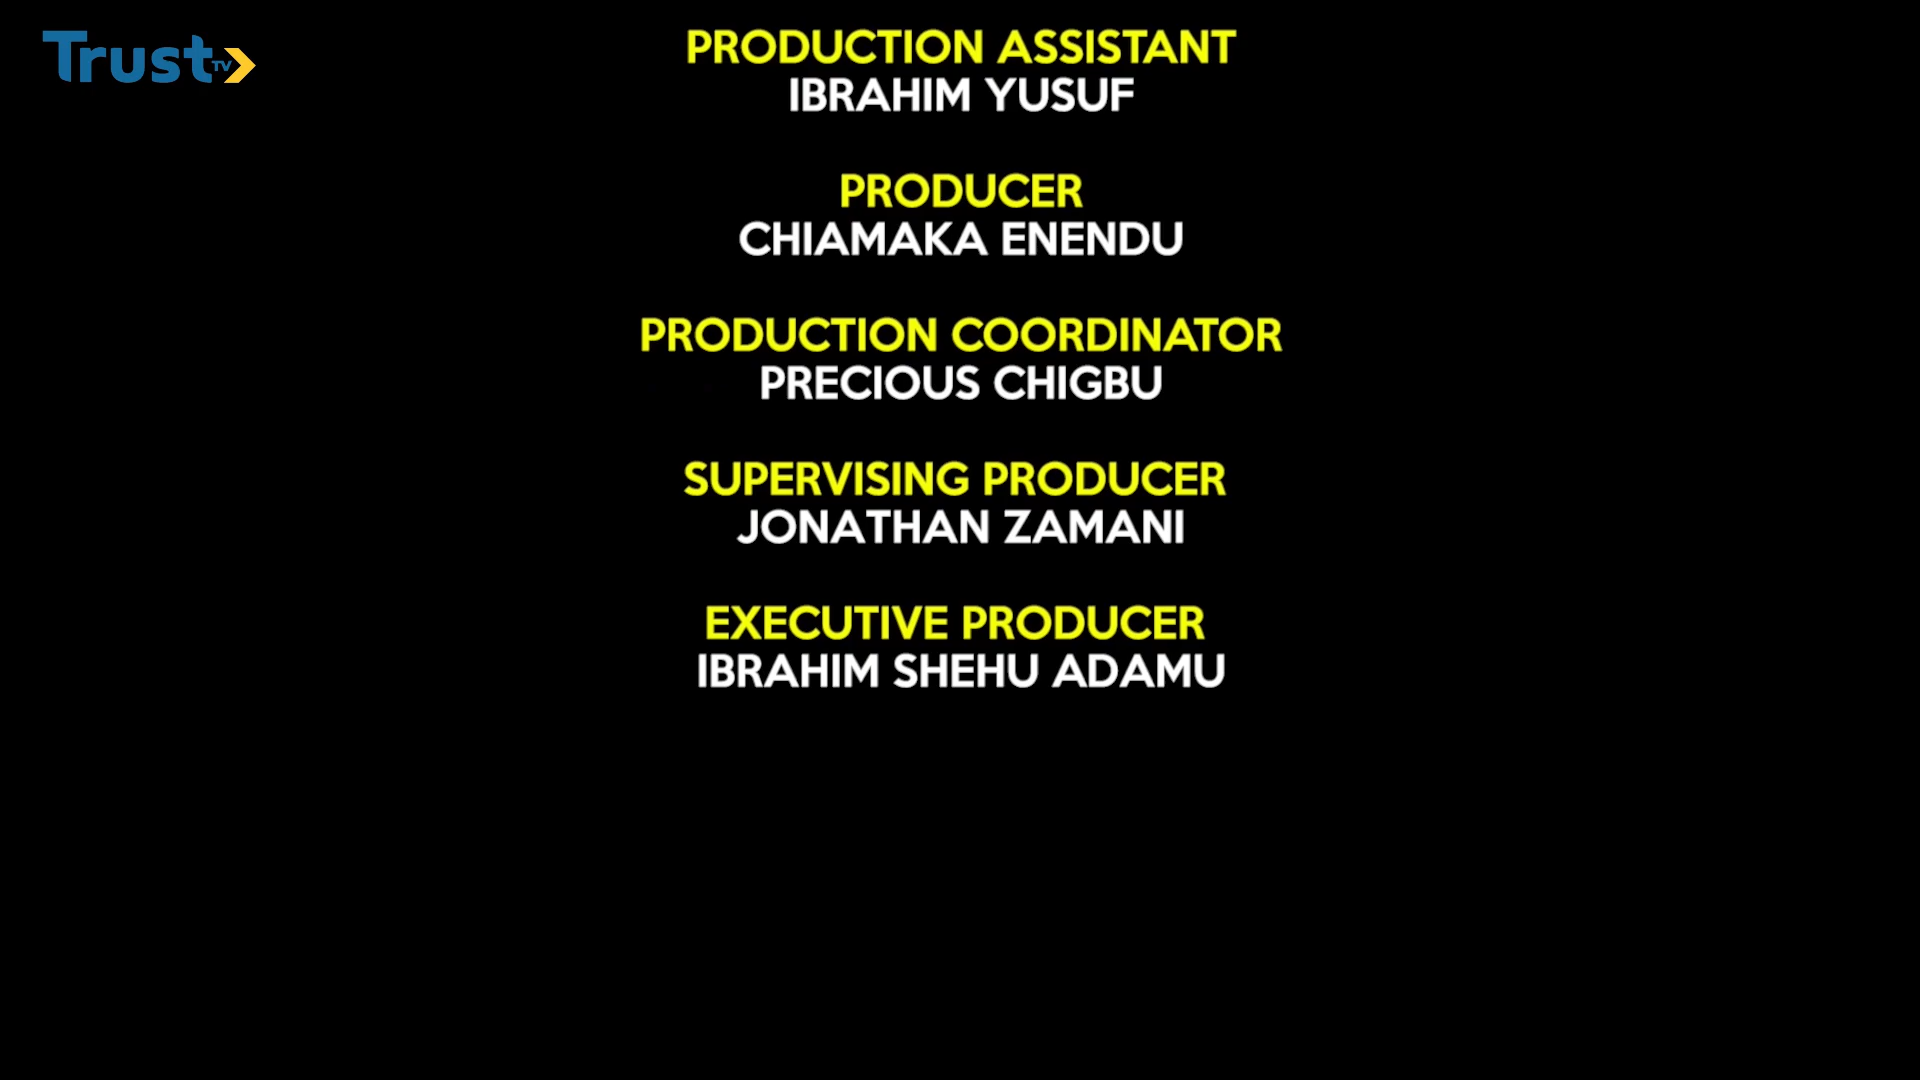 Trust TV
PRODUCTION ASSISTANT
IBRAHIM YUSUF
PRODUCER
CHIAMAKA ENENDU
PRODUCTION COORDINATOR
PRECIOUS CHIGBU
SUPERVISING PRODUCER
JONATHAN ZAMANI
EXECUTIVE PRODUCER
IBRAHIM SHEHU ADAMU